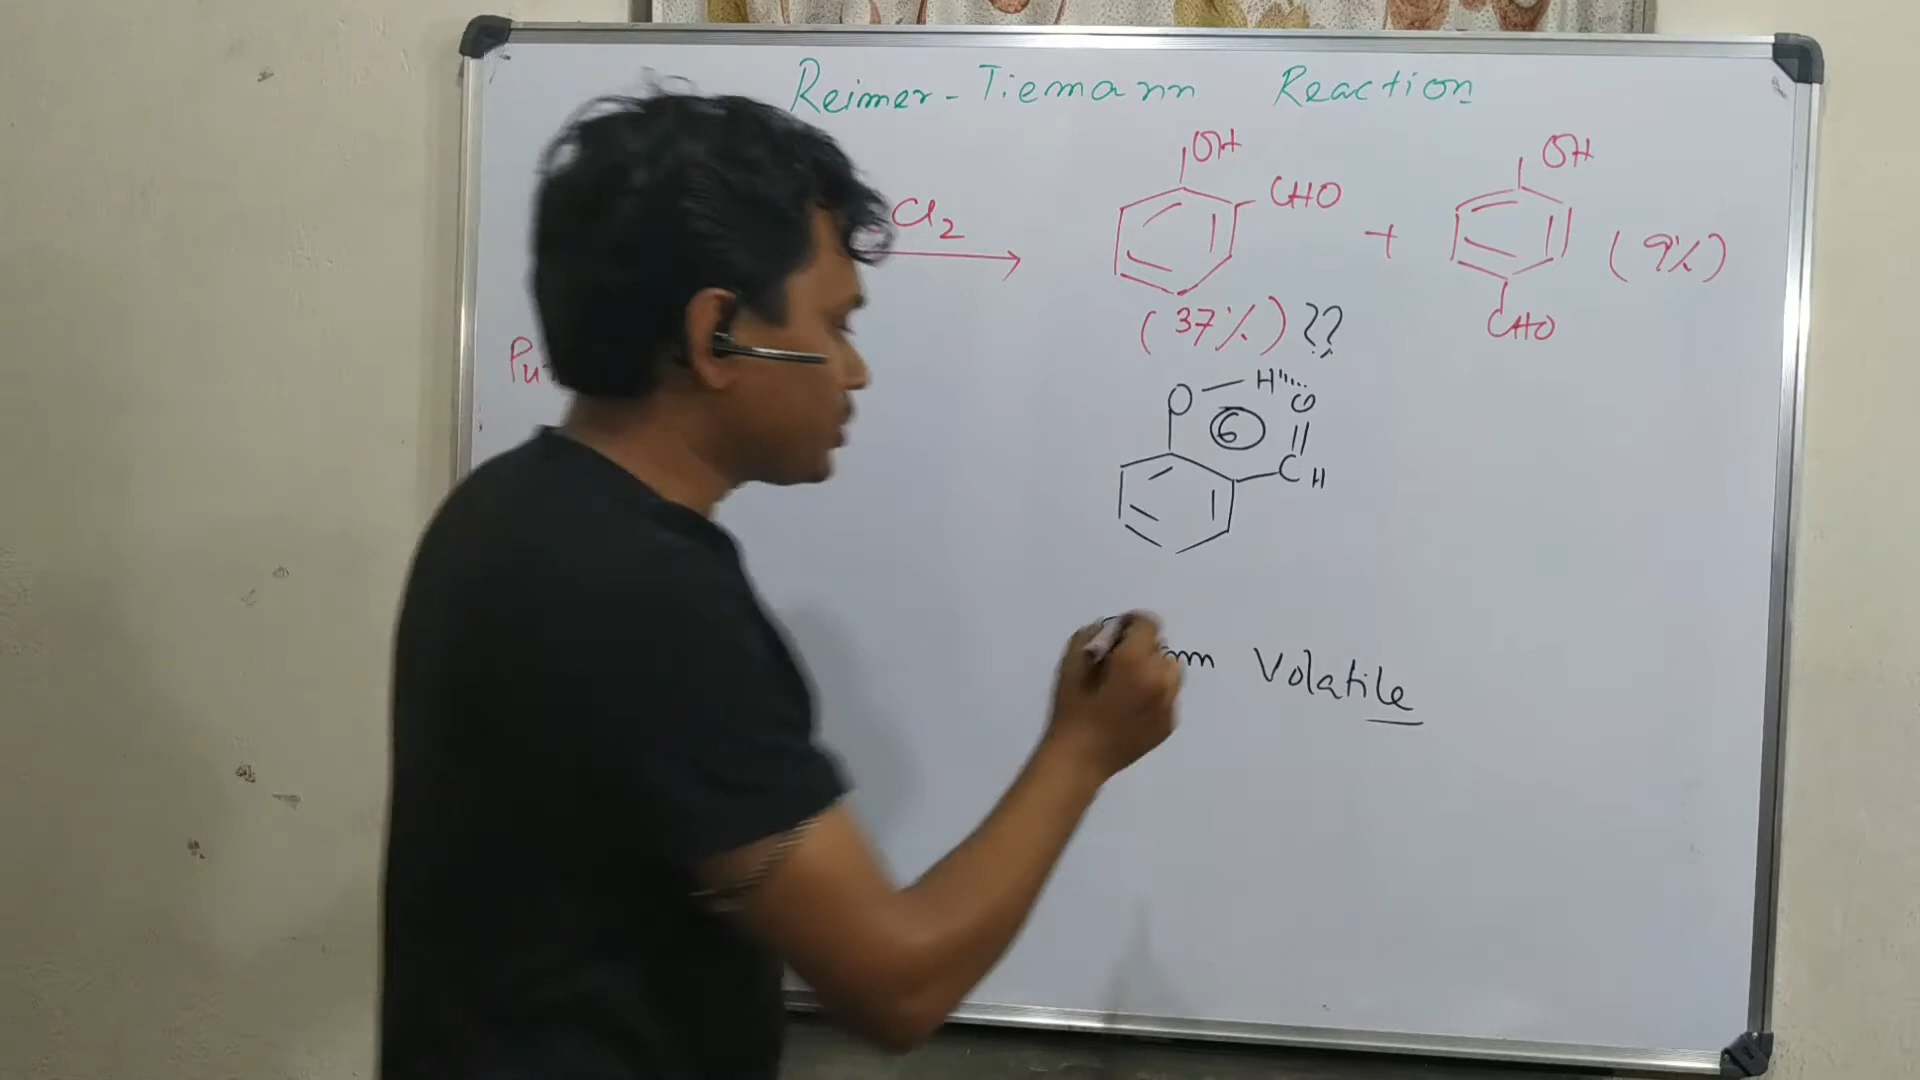 Reimer-Tiemann Reaction
OH
OH
CHO
Cl2
+
(9%)
CHO
(37%)??
O-H
O
6
C H
Volatile